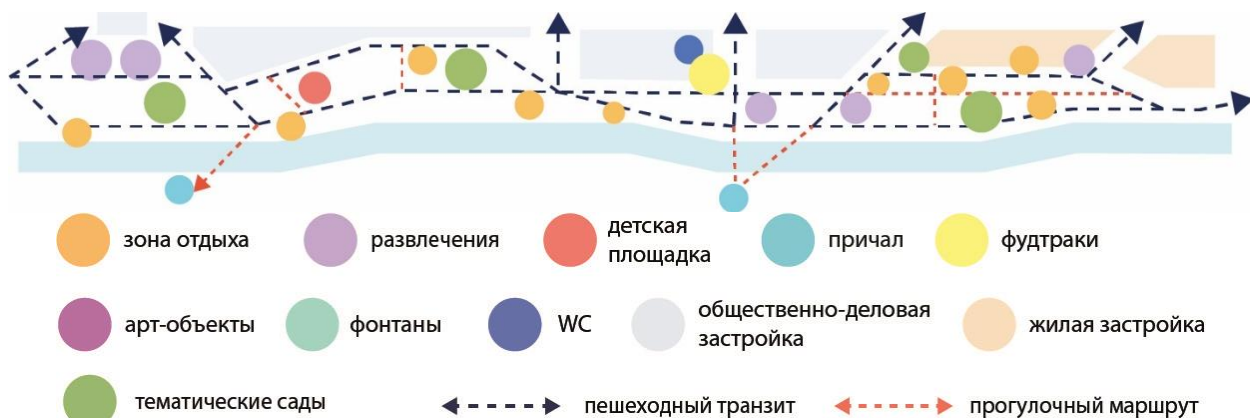 зона отдыха
развлечения
детская
площадка
причал
фудтраки
арт-объекты
фонтаны
WC
общественно-деловая
застройка
жилая застройка
тематические сады
пешеходный транзит
прогулочный маршрут